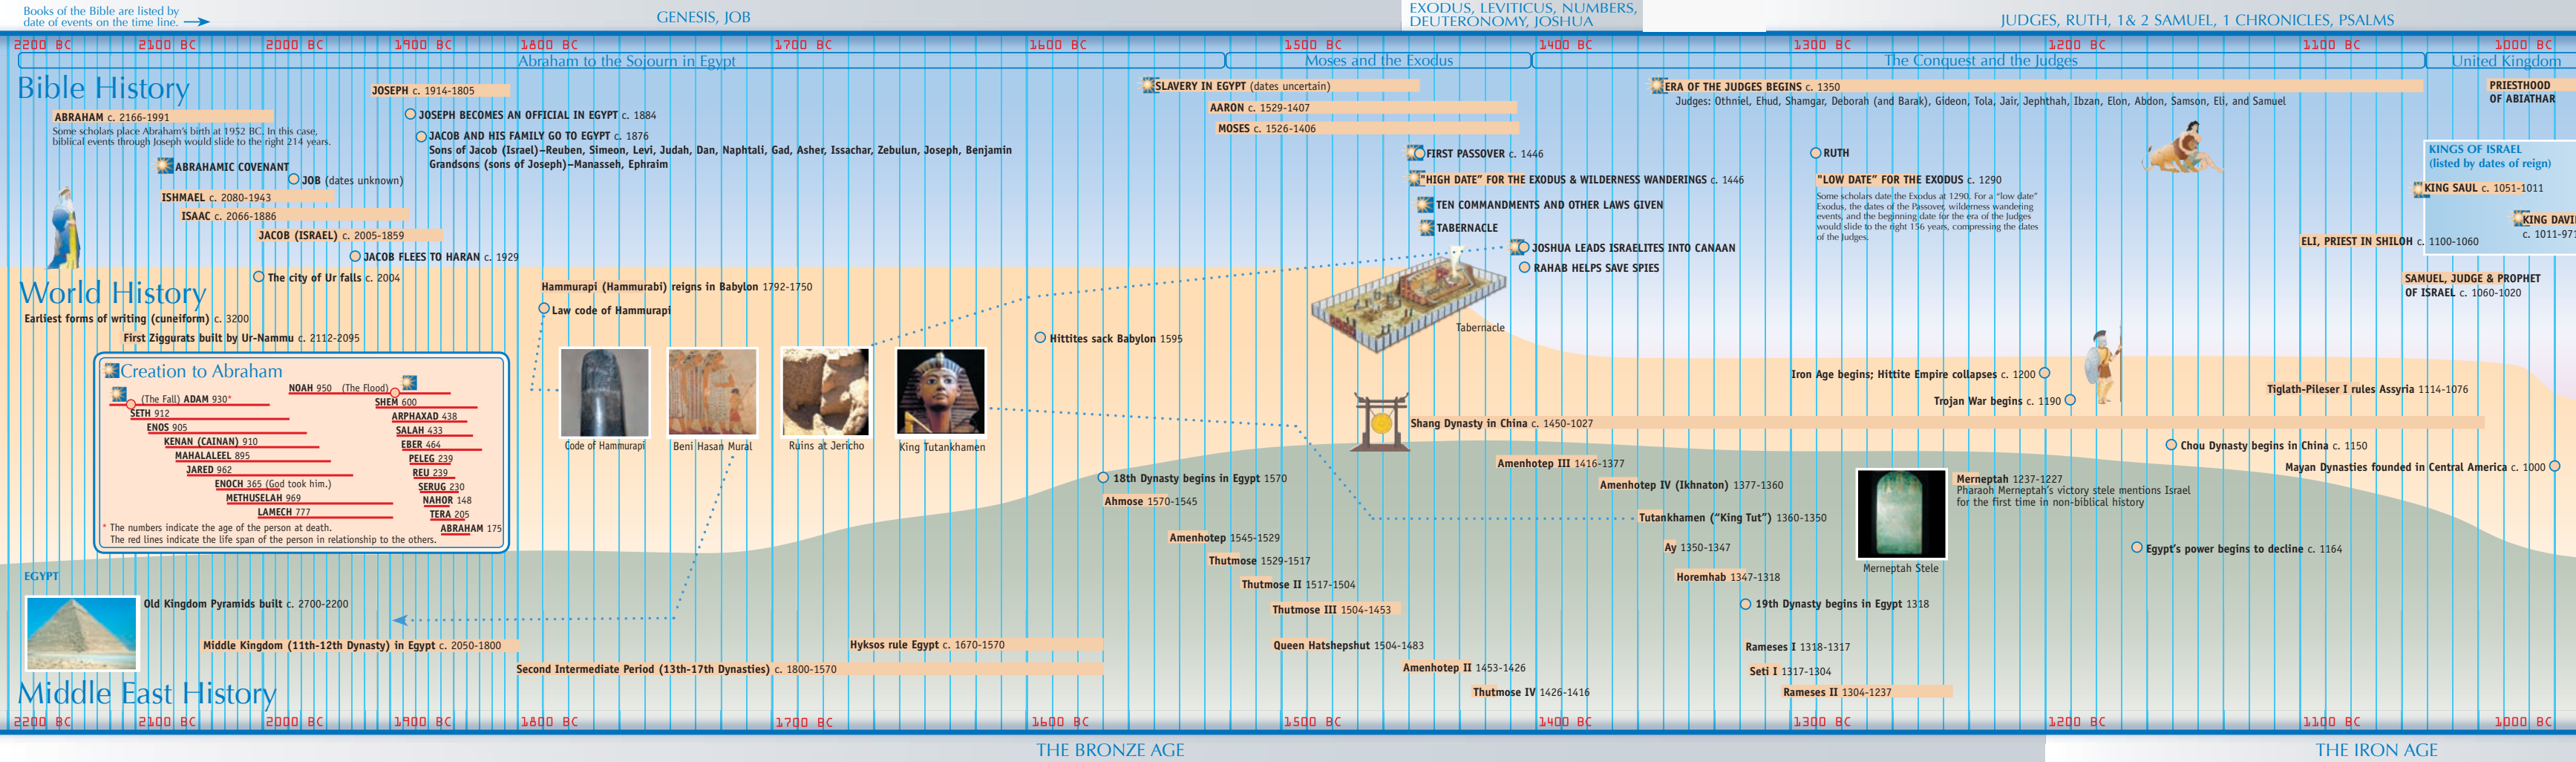 Books of the Bible are listed by
date of events on the time line.
GENESIS, JOB
EXODUS, LEVITICUS, NUMBERS,
DEUTERONOMY, JOSHUA
JUDGES, RUTH, 1& 2 SAMUEL, 1 CHRONICLES, PSALMS
2200 BC 2100 BC 2000 BC 1900 BC 1800 BC 1700 BC 1600 BC 1500 BC 1400 BC 1300 BC 1200 BC 1100 BC 1000 BC
Abraham to the Sojourn in Egypt
Moses and the Exodus
The Conquest and the Judges
United Kingdom
Bible History
ABRAHAM c. 2166-1991
Some scholars place Abraham's birth at 1952 BC. In this case,
biblical events through Joseph would slide to the right 214 years.
ABRAHAMIC COVENANT
JOB (dates unknown)
ISHMAEL c. 2080-1943
ISAAC c. 2066-1886
JACOB (ISRAEL) c. 2005-1859
JACOB FLEES TO HARAN c. 1929
JOSEPH c. 1914-1805
JOSEPH BECOMES AN OFFICIAL IN EGYPT c. 1884
JACOB AND HIS FAMILY GO TO EGYPT c. 1876
Sons of Jacob (Israel)–Reuben, Simeon, Levi, Judah, Dan, Naphtali, Gad, Asher, Issachar, Zebulun, Joseph, Benjamin
Grandsons (sons of Joseph)–Manasseh, Ephraim
SLAVERY IN EGYPT (dates uncertain)
AARON c. 1529-1407
MOSES c. 1526-1406
FIRST PASSOVER c. 1446
"HIGH DATE" FOR THE EXODUS & WILDERNESS WANDERINGS c. 1446
TEN COMMANDMENTS AND OTHER LAWS GIVEN
TABERNACLE
JOSHUA LEADS ISRAELITES INTO CANAAN
RAHAB HELPS SAVE SPIES
Tabernacle
ERA OF THE JUDGES BEGINS c. 1350
Judges: Othniel, Ehud, Shamgar, Deborah (and Barak), Gideon, Tola, Jair, Jephthah, Ibzan, Elon, Abdon, Samson, Eli, and Samuel
RUTH
"LOW DATE" FOR THE EXODUS c. 1290
Some scholars date the Exodus at 1290. For a "low date"
Exodus, the dates of the Passover, wilderness wandering
events, and the beginning date for the era of the Judges
would slide to the right 156 years, compressing the dates
of the Judges.
PRIESTHOOD
OF ABIATHAR
KINGS OF ISRAEL
(listed by dates of reign)
KING SAUL c. 1051-1011
KING DAVI
c. 1011-971
ELI, PRIEST IN SHILOH c. 1100-1060
SAMUEL, JUDGE & PROPHET
OF ISRAEL c. 1060-1020
World History
The city of Ur falls c. 2004
Earliest forms of writing (cuneiform) c. 3200
First Ziggurats built by Ur-Nammu c. 2112-2095
Hammurapi (Hammurabi) reigns in Babylon 1792-1750
Law code of Hammurapi
Hittites sack Babylon 1595
Code of Hammurapi
Beni Hasan Mural
Ruins at Jericho
King Tutankhamen
Iron Age begins; Hittite Empire collapses c. 1200
Trojan War begins c. 1190
Tiglath-Pileser I rules Assyria 1114-1076
Shang Dynasty in China c. 1450-1027
Chou Dynasty begins in China c. 1150
Mayan Dynasties founded in Central America c. 1000
Creation to Abraham
(The Fall) ADAM 930*
SETH 912
ENOS 905
KENAN (CAINAN) 910
MAHALALEEL 895
JARED 962
ENOCH 365 (God took him.)
METHUSELAH 969
LAMECH 777
NOAH 950 (The Flood)
SHEM 600
ARPHAXAD 438
SALAH 433
EBER 464
PELEG 239
REU 239
SERUG 230
NAHOR 148
TERA 205
ABRAHAM 175
* The numbers indicate the age of the person at death.
The red lines indicate the life span of the person in relationship to the others.
EGYPT
Old Kingdom Pyramids built c. 2700-2200
Middle Kingdom (11th-12th Dynasty) in Egypt c. 2050-1800
Second Intermediate Period (13th-17th Dynasties) c. 1800-1570
Hyksos rule Egypt c. 1670-1570
18th Dynasty begins in Egypt 1570
Ahmose 1570-1545
Amenhotep 1545-1529
Thutmose 1529-1517
Thutmose II 1517-1504
Thutmose III 1504-1453
Queen Hatshepshut 1504-1483
Amenhotep II 1453-1426
Thutmose IV 1426-1416
Amenhotep III 1416-1377
Amenhotep IV (Ikhnaton) 1377-1360
Tutankhamen ("King Tut") 1360-1350
Ay 1350-1347
Horemhab 1347-1318
19th Dynasty begins in Egypt 1318
Rameses I 1318-1317
Seti I 1317-1304
Rameses II 1304-1237
Merneptah 1237-1227
Pharaoh Merneptah's victory stele mentions Israel
for the first time in non-biblical history
Merneptah Stele
Egypt's power begins to decline c. 1164
Middle East History
2200 BC 2100 BC 2000 BC 1900 BC 1800 BC 1700 BC 1600 BC 1500 BC 1400 BC 1300 BC 1200 BC 1100 BC 1000 BC
THE BRONZE AGE
THE IRON AGE